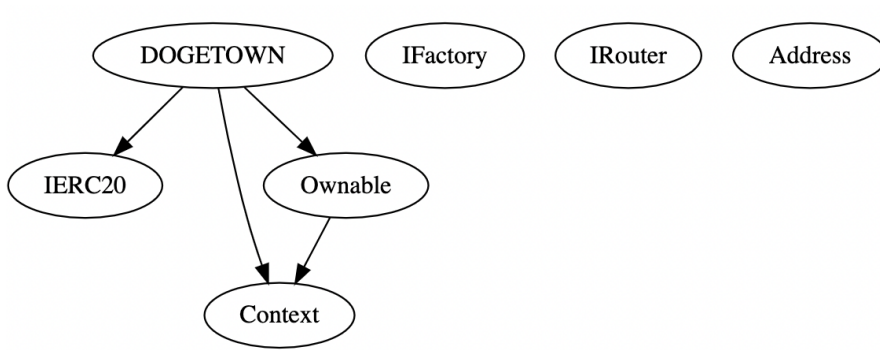 DOGETOWN IFactory IRouter Address
IERC20 Ownable
Context